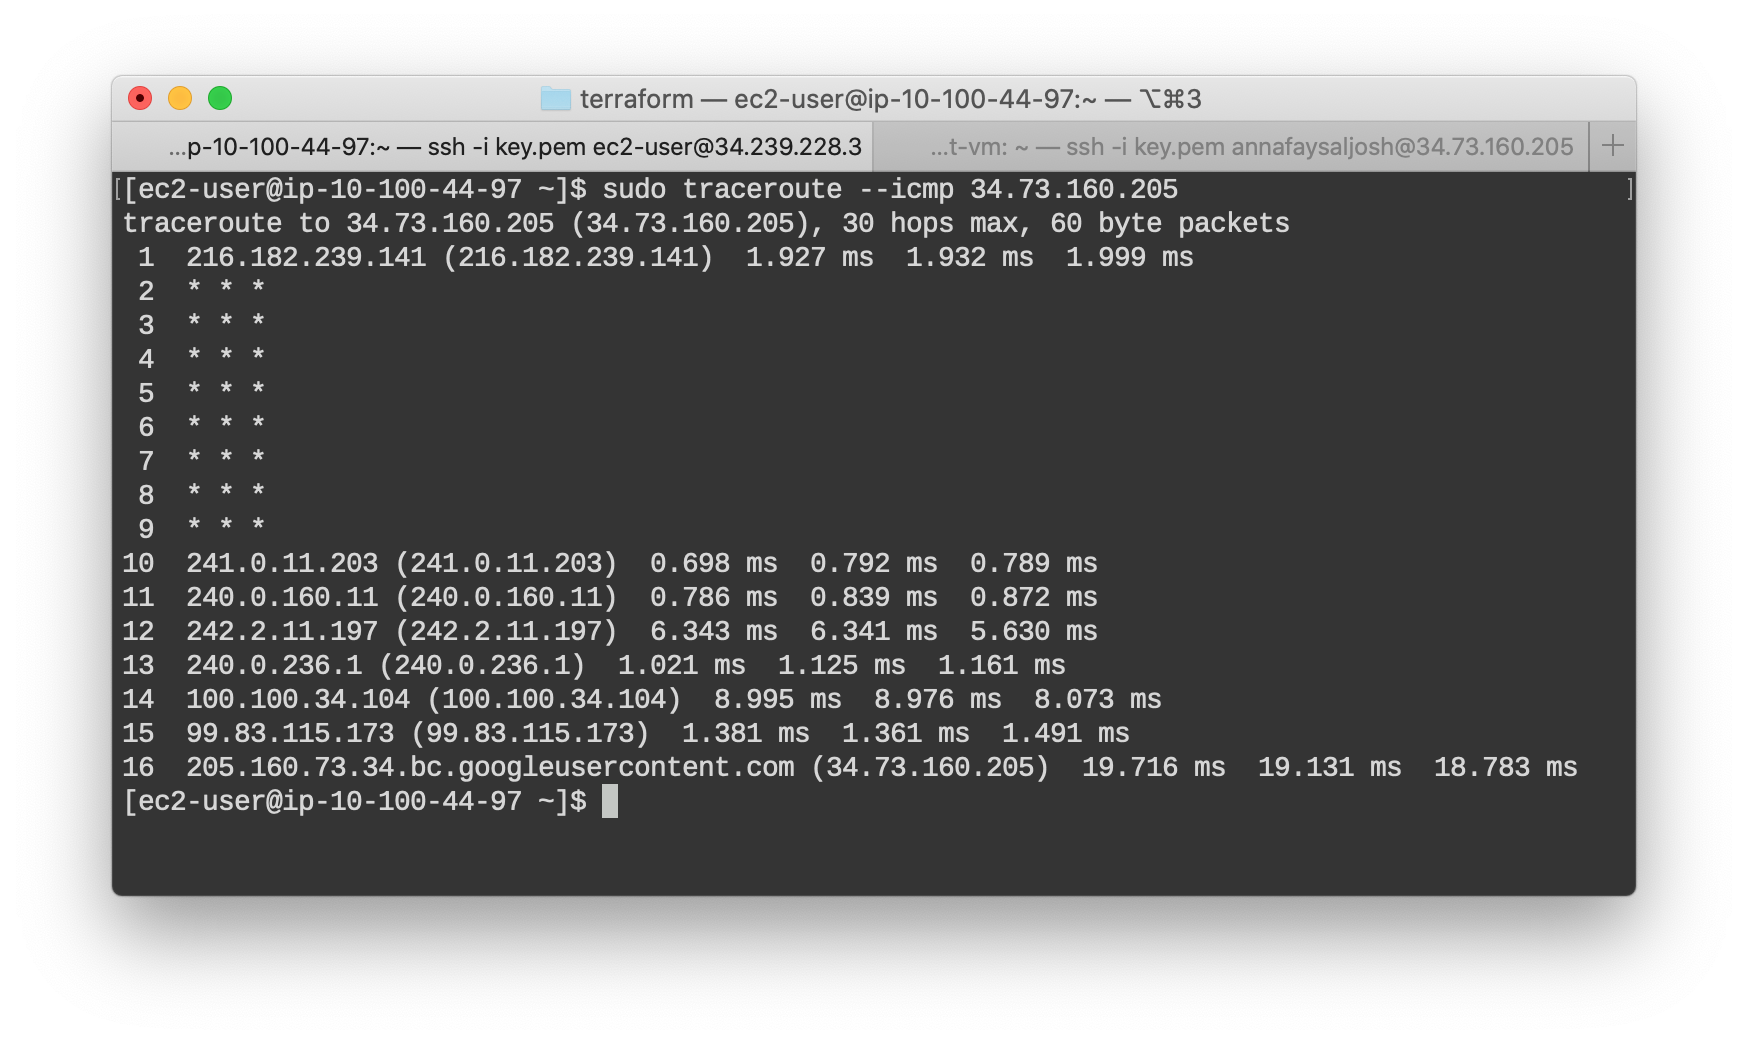 terraform — ec2-user@ip-10-100-44-97:~ — ⌥⌘3
...p-10-100-44-97:~ — ssh -i key.pem ec2-user@34.239.228.3
...t-vm: ~ — ssh -i key.pem annafaysaljosh@34.73.160.205
+
[[ec2-user@ip-10-100-44-97 ~]$ sudo traceroute --icmp 34.73.160.205 ]
traceroute to 34.73.160.205 (34.73.160.205), 30 hops max, 60 byte packets
 1  216.182.239.141 (216.182.239.141)  1.927 ms  1.932 ms  1.999 ms
 2  * * *
 3  * * *
 4  * * *
 5  * * *
 6  * * *
 7  * * *
 8  * * *
 9  * * *
10  241.0.11.203 (241.0.11.203)  0.698 ms  0.792 ms  0.789 ms
11  240.0.160.11 (240.0.160.11)  0.786 ms  0.839 ms  0.872 ms
12  242.2.11.197 (242.2.11.197)  6.343 ms  6.341 ms  5.630 ms
13  240.0.236.1 (240.0.236.1)  1.021 ms  1.125 ms  1.161 ms
14  100.100.34.104 (100.100.34.104)  8.995 ms  8.976 ms  8.073 ms
15  99.83.115.173 (99.83.115.173)  1.381 ms  1.361 ms  1.491 ms
16  205.160.73.34.bc.googleusercontent.com (34.73.160.205)  19.716 ms  19.131 ms  18.783 ms
[ec2-user@ip-10-100-44-97 ~]$